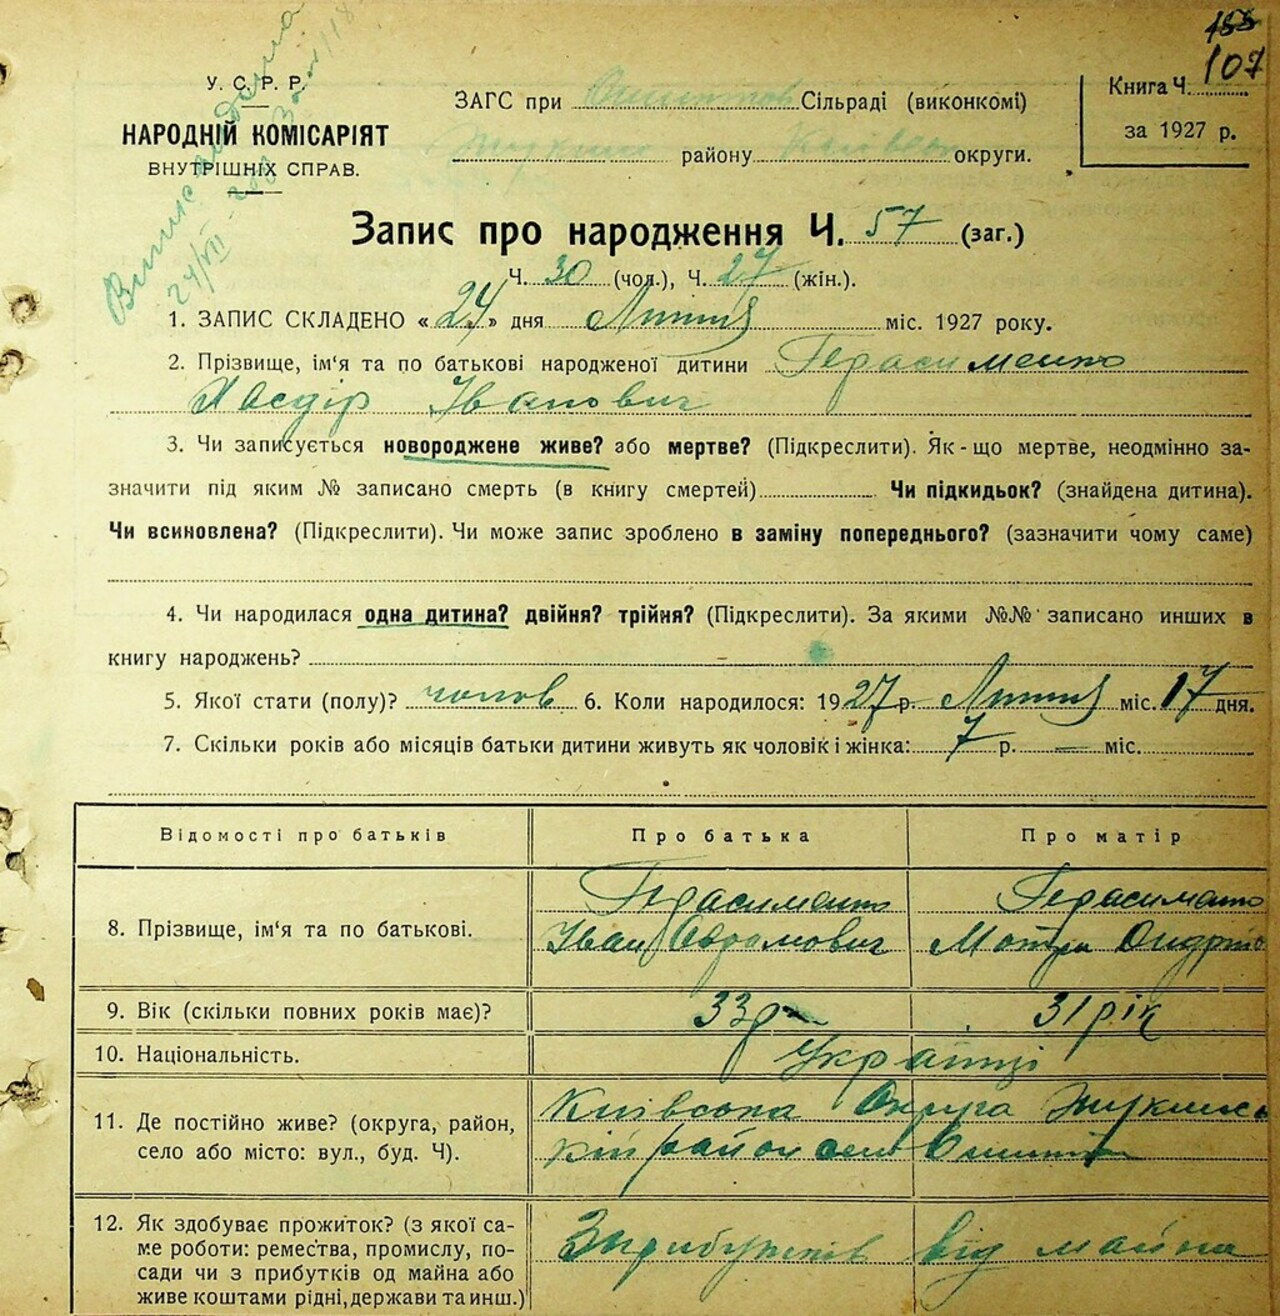 107
У. С. Р. Р.
НАРОДНІЙ КОМІСАРІЯТ
ВНУТРІШНІХ СПРАВ.
ЗАГС при Сільраді (виконкомі)
району Київськ округи.
Книга Ч.
за 1927 р.
Запис про народження Ч. 57 (заг.)
Ч. 30 (чол.), Ч. 27 (жін.).
1. ЗАПИС СКЛАДЕНО « 24 » дня Липня міс. 1927 року.
2. Прізвище, ім'я та по батькові народженої дитини Герасименко
Іванович
3. Чи записується новороджене живе? або мертве? (Підкреслити). Як-що мертве, неодмінно за-
значити під яким № записано смерть (в книгу смертей) Чи підкидьок? (знайдена дитина).
Чи всиновлена? (Підкреслити). Чи може запис зроблено в заміну попереднього? (зазначити чому саме)
4. Чи народилася одна дитина? двійня? трійня? (Підкреслити). За якими №№ записано инших в
книгу народжень? —
5. Якої стати (полу)? чолов 6. Коли народилося: 1927 р. Липня міс. 17 дня.
7. Скільки років або місяців батьки дитини живуть як чоловік і жінка: 7 р. — міс.
Відомості про батьків Про батька Про матір
Герасименко Герасименко
8. Прізвище, ім'я та по батькові. Іван Мотря
9. Вік (скільки повних років має)? 33 р 31 рік
10. Національність. Українці
Київська Округа
11. Де постійно живе? (округа, район,
район село
село або місто: вул., буд. Ч).
12. Як здобуває прожиток? (з якої са-
ме роботи: ремества, промислу, по-
сади чи з прибутків од майна або
живе коштами рідні, держави та инш.)
від майна